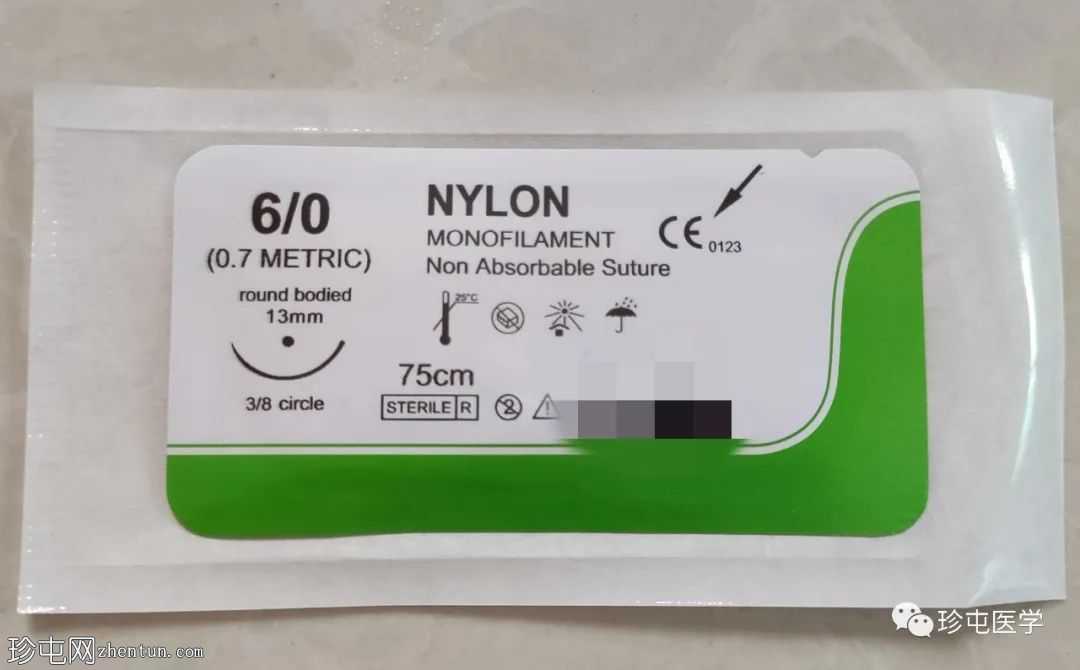 6/0
(0.7 METRIC)
round bodied
13mm
3/8 circle
NYLON
MONOFILAMENT
Non Absorbable Suture
CE 0123
25°C
75cm
STERILE R
2
珍屯医学
珍屯网zhentun.com